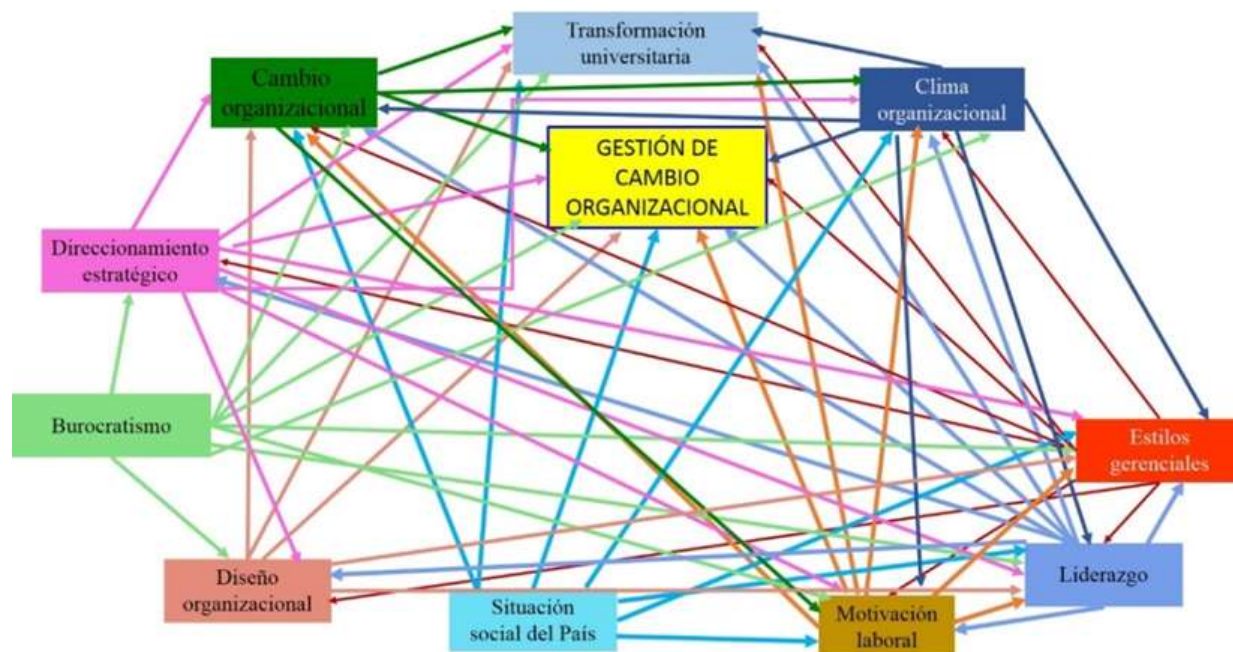 Transformación
universitaria
Cambio
organizacional
Clima
organizacional
GESTIÓN DE
CAMBIO
ORGANIZACIONAL
Direccionamiento
estratégico
Burocratismo
Estilos
gerenciales
Diseño
organizacional
Situación
social del País
Motivación
laboral
Liderazgo